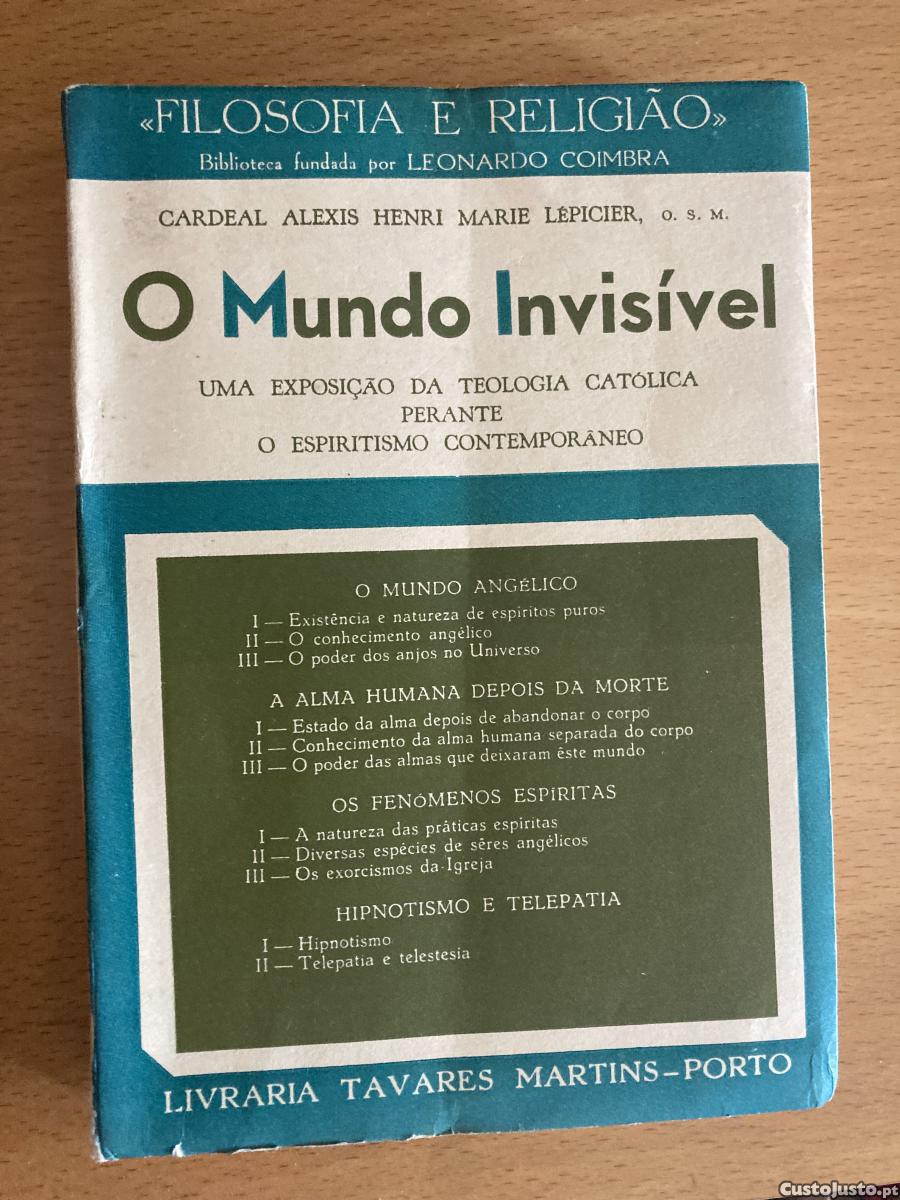 «FILOSOFIA E RELIGIÃO»
Biblioteca fundada por LEONARDO COIMBRA
CARDEAL ALEXIS HENRI MARIE LÉPICIER, O. S. M.
O Mundo Invisível
UMA EXPOSIÇÃO DA TEOLOGIA CATÓLICA
PERANTE
O ESPIRITISMO CONTEMPORÂNEO
O MUNDO ANGÉLICO
I — Existência e natureza de espíritos puros
II — O conhecimento angélico
III — O poder dos anjos no Universo
A ALMA HUMANA DEPOIS DA MORTE
I — Estado da alma depois de abandonar o corpo
II — Conhecimento da alma humana separada do corpo
III — O poder das almas que deixaram êste mundo
OS FENÓMENOS ESPÍRITAS
I — A natureza das práticas espíritas
II — Diversas espécies de sêres angélicos
III — Os exorcismos da Igreja
HIPNOTISMO E TELEPATIA
I — Hipnotismo
II — Telepatia e telestesia
LIVRARIA TAVARES MARTINS-PORTO
CustoJusto.pt